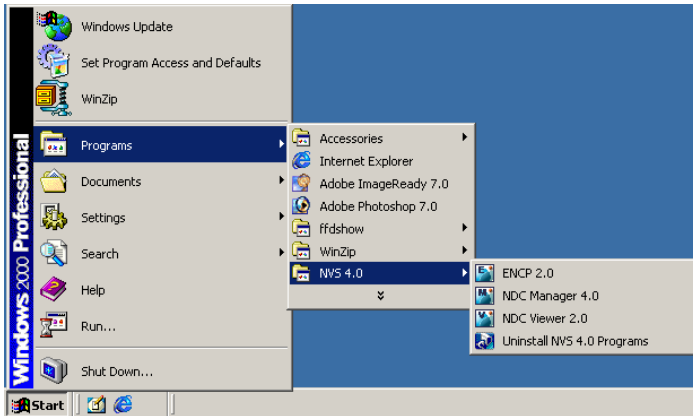 Windows Update
Set Program Access and Defaults
WinZip
Programs
Documents
Settings
Search
Help
Run...
Shut Down...
Windows 2000 Professional
Accessories
Internet Explorer
Adobe ImageReady 7.0
Adobe Photoshop 7.0
ffdshow
WinZip
NVS 4.0
ENCP 2.0
NDC Manager 4.0
NDC Viewer 2.0
Uninstall NVS 4.0 Programs
Start